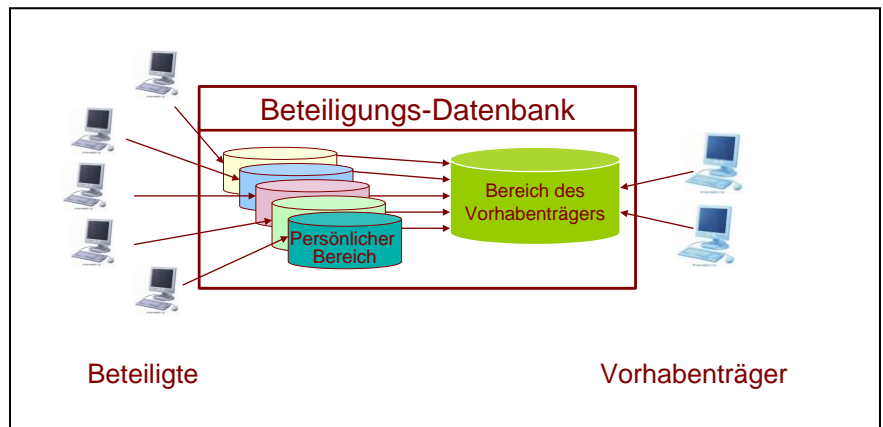 Beteiligungs-Datenbank
Bereich des
Vorhabenträgers
Persönlicher
Bereich
Beteiligte
Vorhabenträger